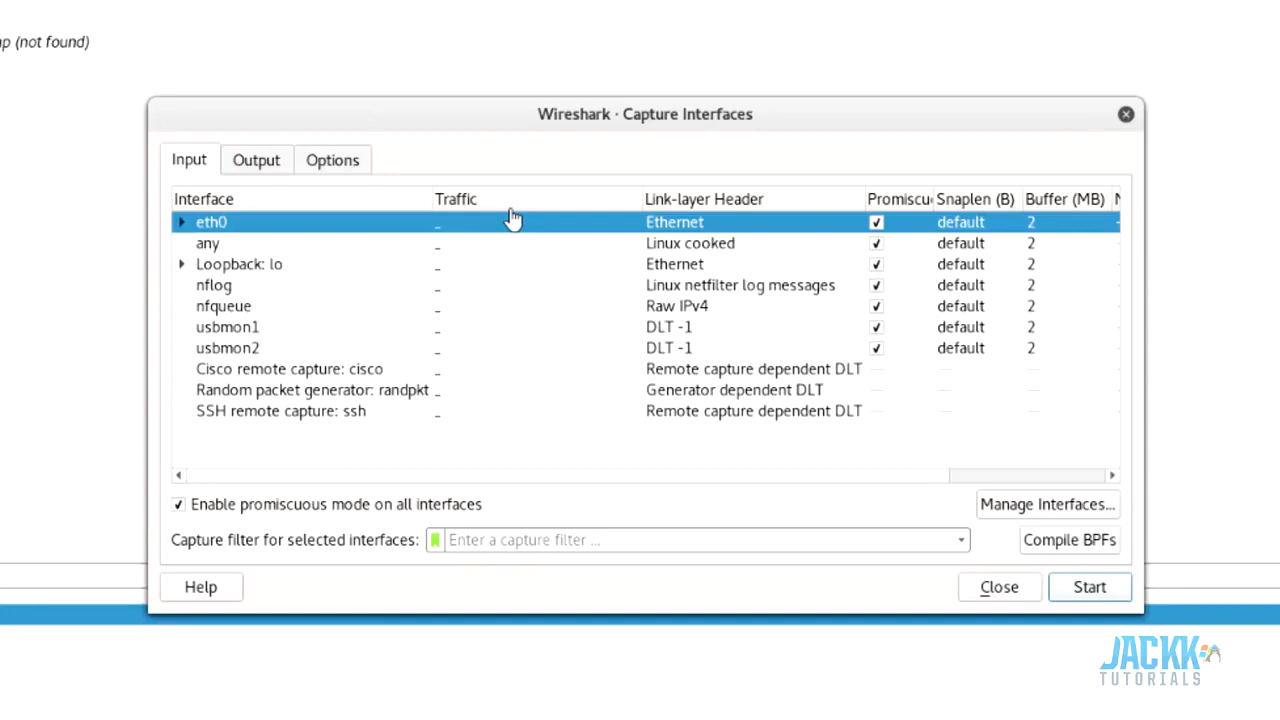 (not found)
Wireshark · Capture Interfaces
Input Output Options
Interface Traffic Link-layer Header Promiscu Snaplen (B) Buffer (MB)
eth0 _ Ethernet default 2
any _ Linux cooked default 2
Loopback: lo _ Ethernet default 2
nflog _ Linux netfilter log messages default 2
nfqueue _ Raw IPv4 default 2
usbmon1 _ DLT -1 default 2
usbmon2 _ DLT -1 default 2
Cisco remote capture: cisco _ Remote capture dependent DLT — — —
Random packet generator: randpkt _ Generator dependent DLT — — —
SSH remote capture: ssh _ Remote capture dependent DLT — — —
Enable promiscuous mode on all interfaces Manage Interfaces...
Capture filter for selected interfaces: Enter a capture filter ... Compile BPFs
Help Close Start
JACKK
TUTORIALS